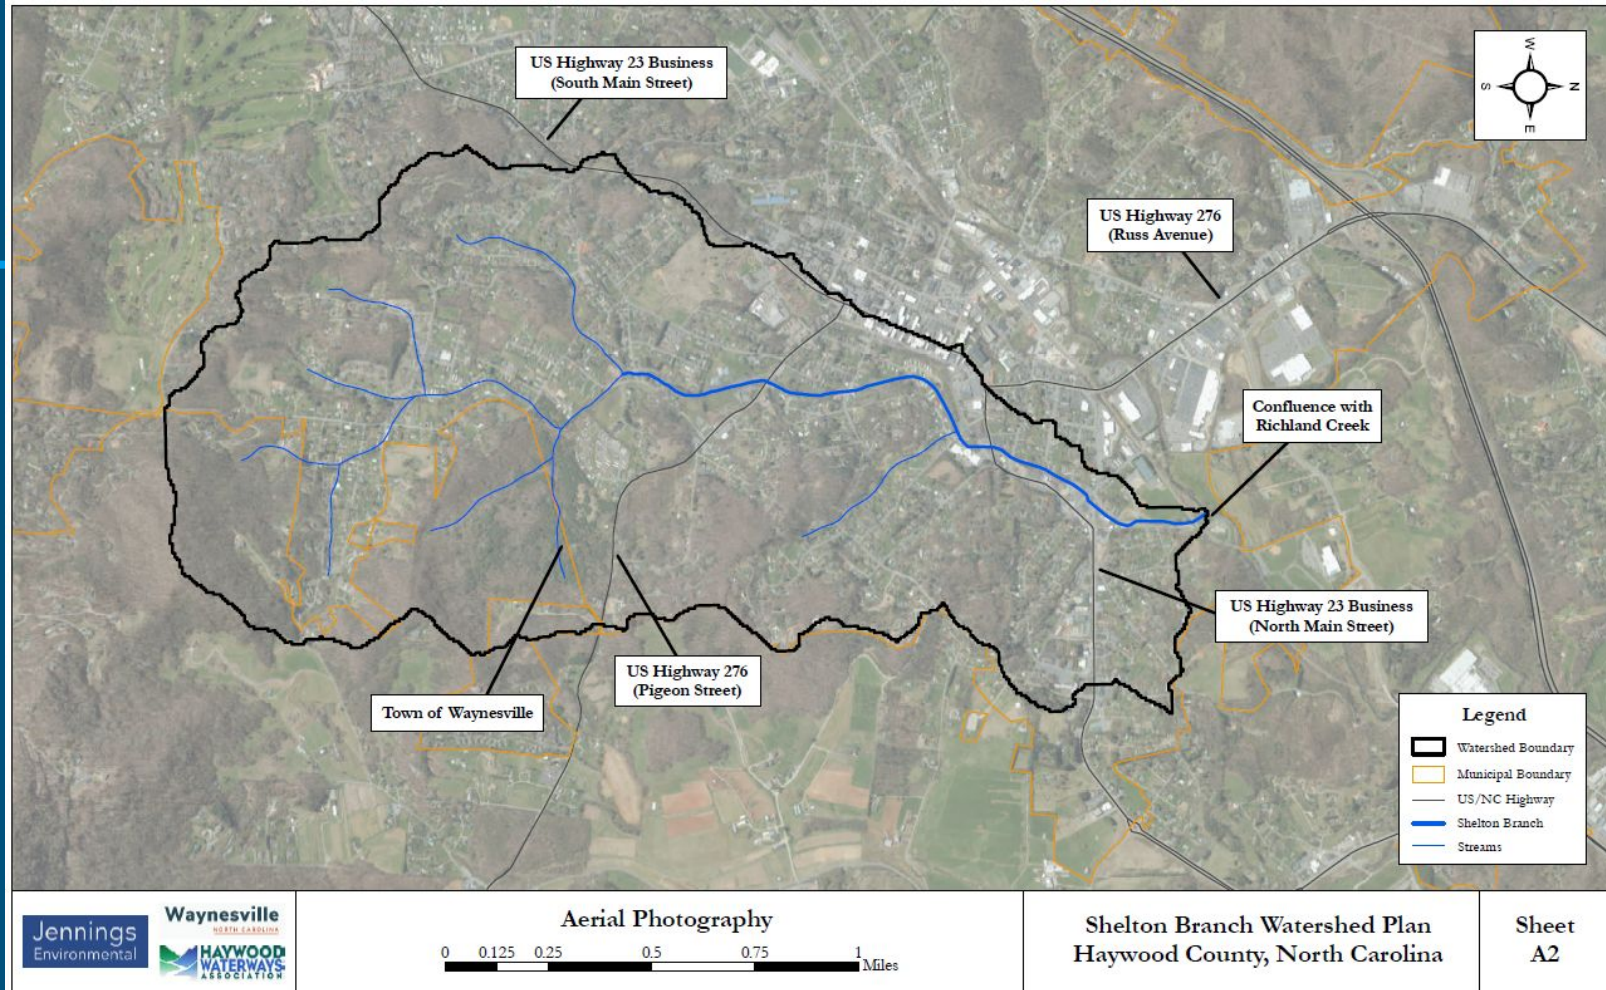 US Highway 23 Business
(South Main Street)
W
S
N
E
US Highway 276
(Russ Avenue)
Confluence with
Richland Creek
US Highway 23 Business
(North Main Street)
US Highway 276
(Pigeon Street)
Town of Waynesville
Legend
Watershed Boundary
Municipal Boundary
US/NC Highway
Shelton Branch
Streams
Jennings
Environmental
Waynesville
NORTH CAROLINA
HAYWOOD
WATERWAYS
ASSOCIATION
Aerial Photography
0 0.125 0.25 0.5 0.75 1
Miles
Shelton Branch Watershed Plan
Haywood County, North Carolina
Sheet
A2